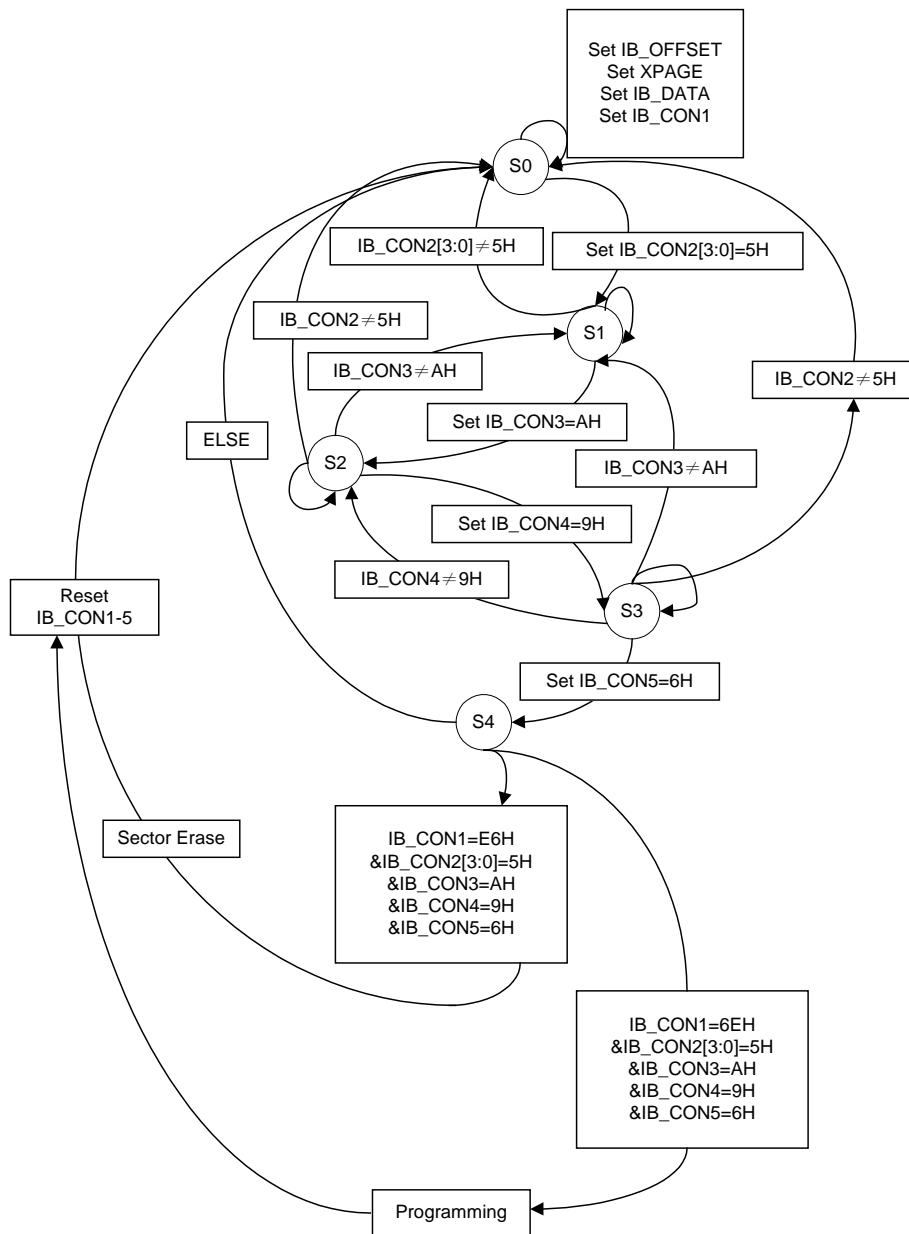 Set IB_OFFSET
Set XPAGE
Set IB_DATA
Set IB_CON1
S0
IB_CON2[3:0]≠5H
Set IB_CON2[3:0]=5H
IB_CON2≠5H
S1
IB_CON3≠AH
IB_CON2≠5H
Set IB_CON3=AH
ELSE
S2
IB_CON3≠AH
Set IB_CON4=9H
IB_CON4≠9H
Reset
IB_CON1-5
S3
Set IB_CON5=6H
S4
Sector Erase
IB_CON1=E6H
&IB_CON2[3:0]=5H
&IB_CON3=AH
&IB_CON4=9H
&IB_CON5=6H
IB_CON1=6EH
&IB_CON2[3:0]=5H
&IB_CON3=AH
&IB_CON4=9H
&IB_CON5=6H
Programming